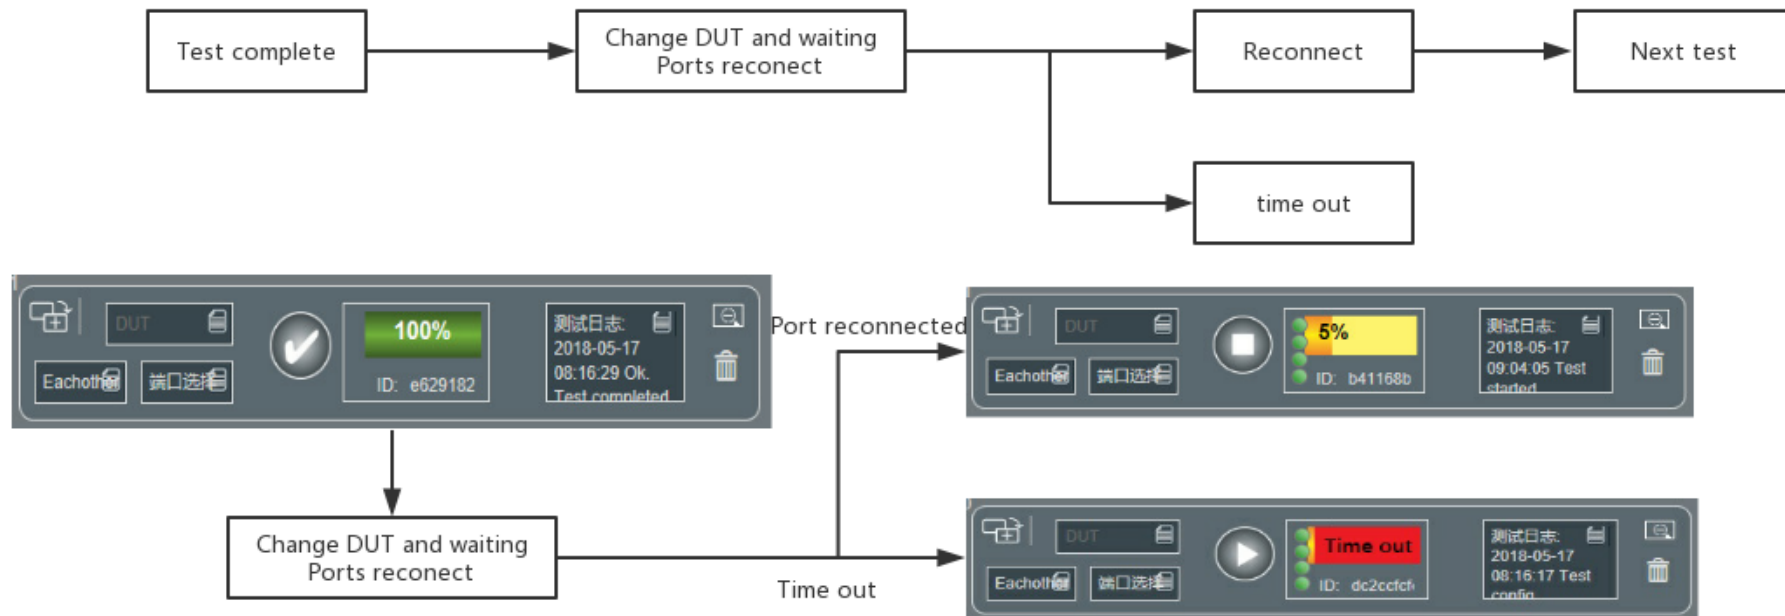 Test complete
Change DUT and waiting
Ports reconect
Reconnect
Next test
time out
DUT
100%
ID: e629182
Eachother
端口选择
测试日志:
2018-05-17
08:16:29 Ok.
Test completed
Port reconnected
DUT
5%
ID: b41168b
Eachother
端口选择
测试日志:
2018-05-17
09:04:05 Test
started
Change DUT and waiting
Ports reconect
Time out
DUT
Time out
ID: dc2ccfcf
Eachother
端口选择
测试日志:
2018-05-17
08:16:17 Test
config